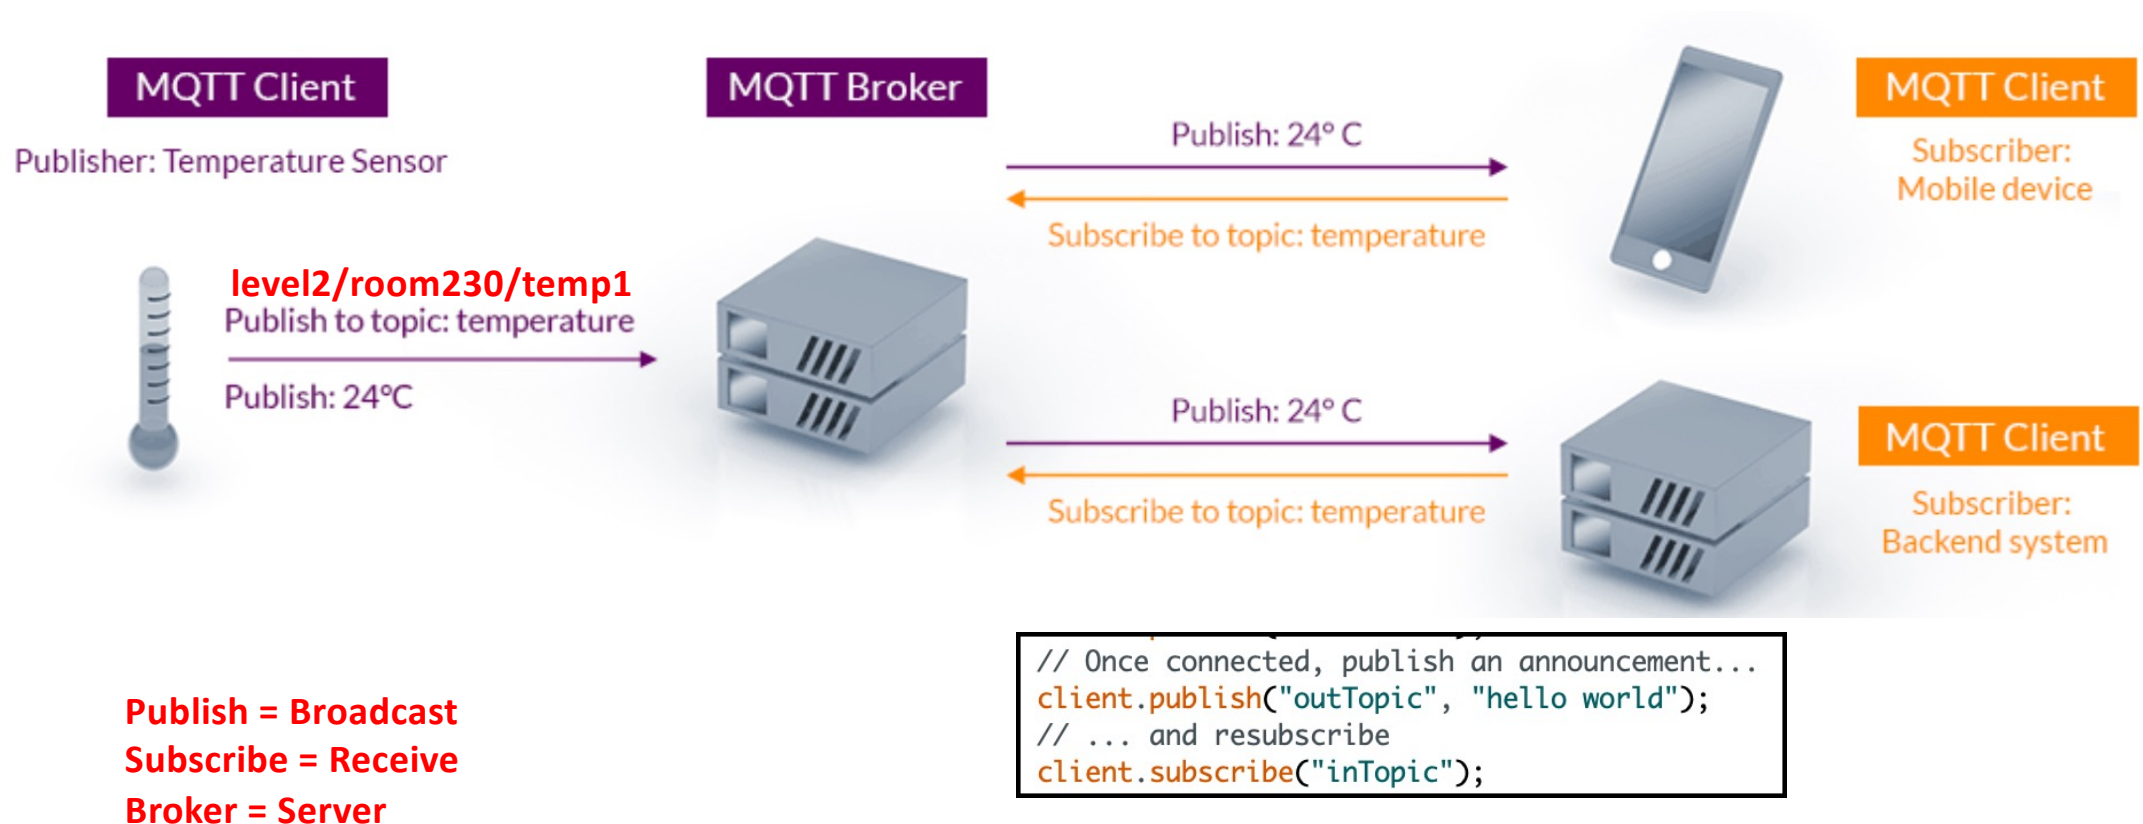 MQTT Client
Publisher: Temperature Sensor
level2/room230/temp1
Publish to topic: temperature
Publish: 24°C
MQTT Broker
Publish: 24° C
Subscribe to topic: temperature
MQTT Client
Subscriber:
Mobile device
Publish: 24° C
Subscribe to topic: temperature
MQTT Client
Subscriber:
Backend system
Publish = Broadcast
Subscribe = Receive
Broker = Server
// Once connected, publish an announcement...
client.publish("outTopic", "hello world");
// ... and resubscribe
client.subscribe("inTopic");